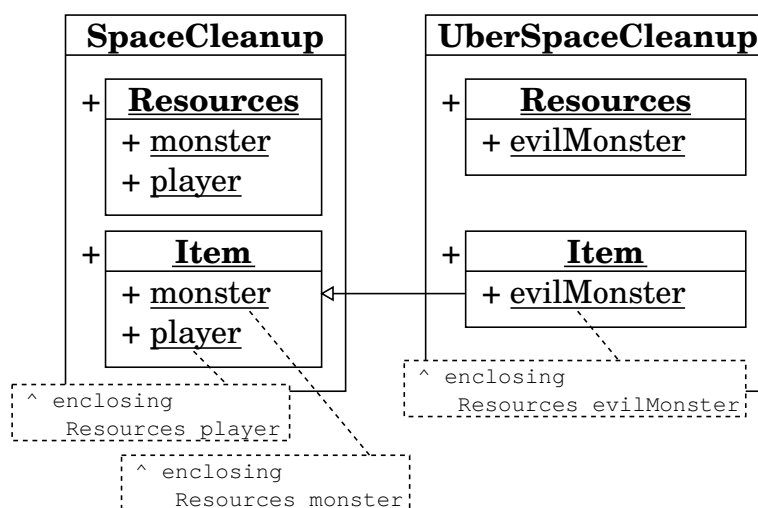 SpaceCleanup
+ Resources
+ monster
+ player
+ Item
+ monster
+ player
^ enclosing
Resources player
^ enclosing
Resources monster
UberSpaceCleanup
+ Resources
+ evilMonster
+ Item
+ evilMonster
^ enclosing
Resources evilMonster